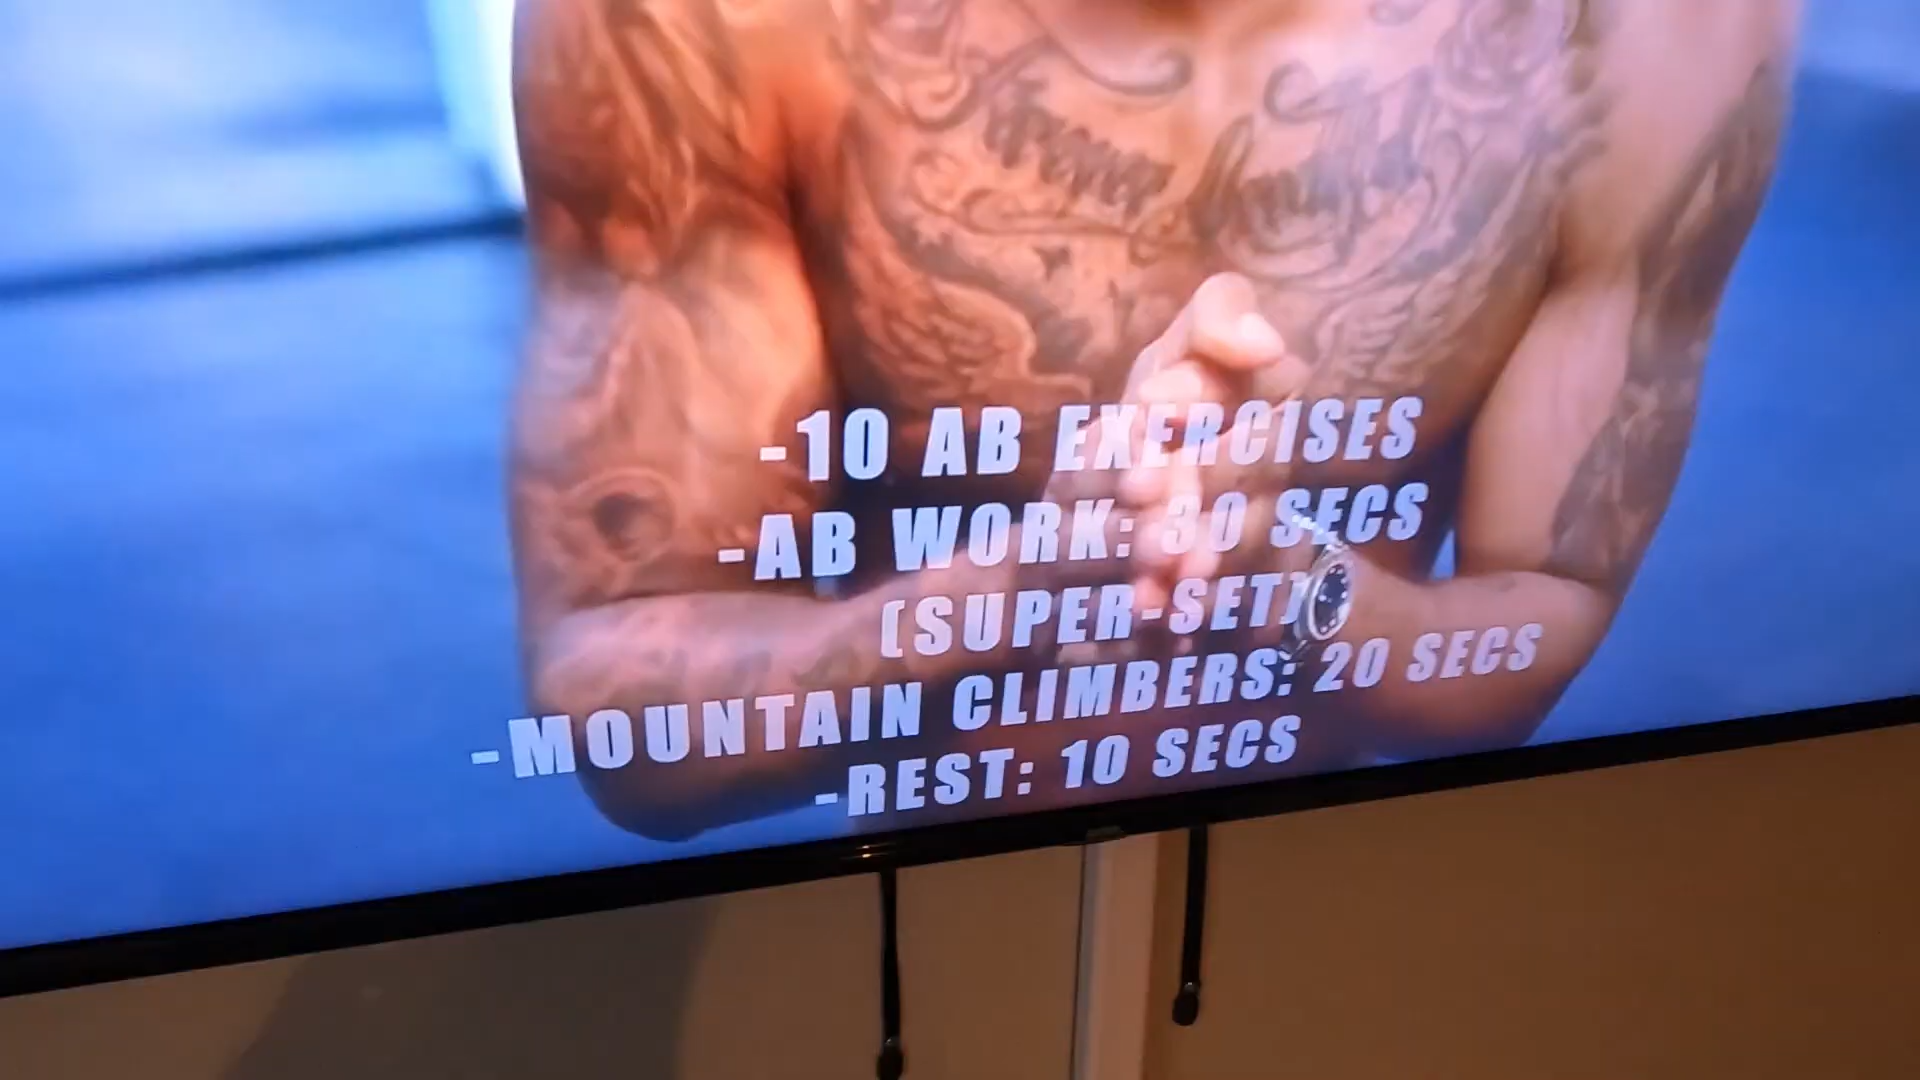 -10 AB EXERCISES
-AB WORK: 30 SECS
(SUPER-SET)
-MOUNTAIN CLIMBERS: 20 SECS
-REST: 10 SECS